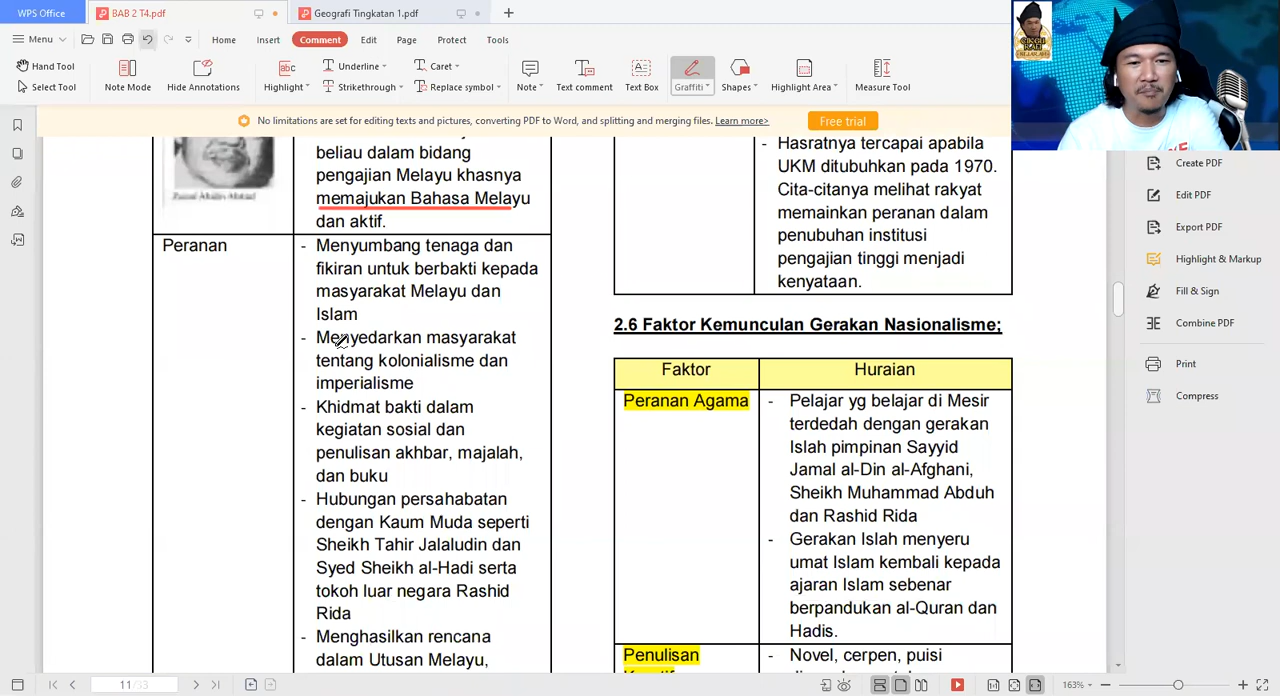 WPS Office
BAB 2 T4.pdf
Geografi Tingkatan 1.pdf
Menu
Home
Insert
Comment
Edit
Page
Protect
Tools
Hand Tool
Select Tool
Note Mode
Hide Annotations
Highlight
Underline
Strikethrough
Caret
Replace symbol
Note
Text comment
Text Box
Graffiti
Shapes
Highlight Area
Measure Tool
No limitations are set for editing texts and pictures, converting PDF to Word, and splitting and merging files. Learn more>
Free trial
beliau dalam bidang
pengajian Melayu khasnya
memajukan Bahasa Melayu
dan aktif.
Peranan
- Menyumbang tenaga dan
fikiran untuk berbakti kepada
masyarakat Melayu dan
Islam
- Menyedarkan masyarakat
tentang kolonialisme dan
imperialisme
- Khidmat bakti dalam
kegiatan sosial dan
penulisan akhbar, majalah,
dan buku
- Hubungan persahabatan
dengan Kaum Muda seperti
Sheikh Tahir Jalaludin dan
Syed Sheikh al-Hadi serta
tokoh luar negara Rashid
Rida
- Menghasilkan rencana
dalam Utusan Melayu,
- Hasratnya tercapai apabila
UKM ditubuhkan pada 1970.
Cita-citanya melihat rakyat
memainkan peranan dalam
penubuhan institusi
pengajian tinggi menjadi
kenyataan.
2.6 Faktor Kemunculan Gerakan Nasionalisme;
Faktor
Huraian
Peranan Agama
- Pelajar yg belajar di Mesir
terdedah dengan gerakan
Islah pimpinan Sayyid
Jamal al-Din al-Afghani,
Sheikh Muhammad Abduh
dan Rashid Rida
- Gerakan Islah menyeru
umat Islam kembali kepada
ajaran Islam sebenar
berpandukan al-Quran dan
Hadis.
Penulisan
- Novel, cerpen, puisi
Create PDF
Edit PDF
Export PDF
Highlight & Markup
Fill & Sign
Combine PDF
Print
Compress
11/33
163%